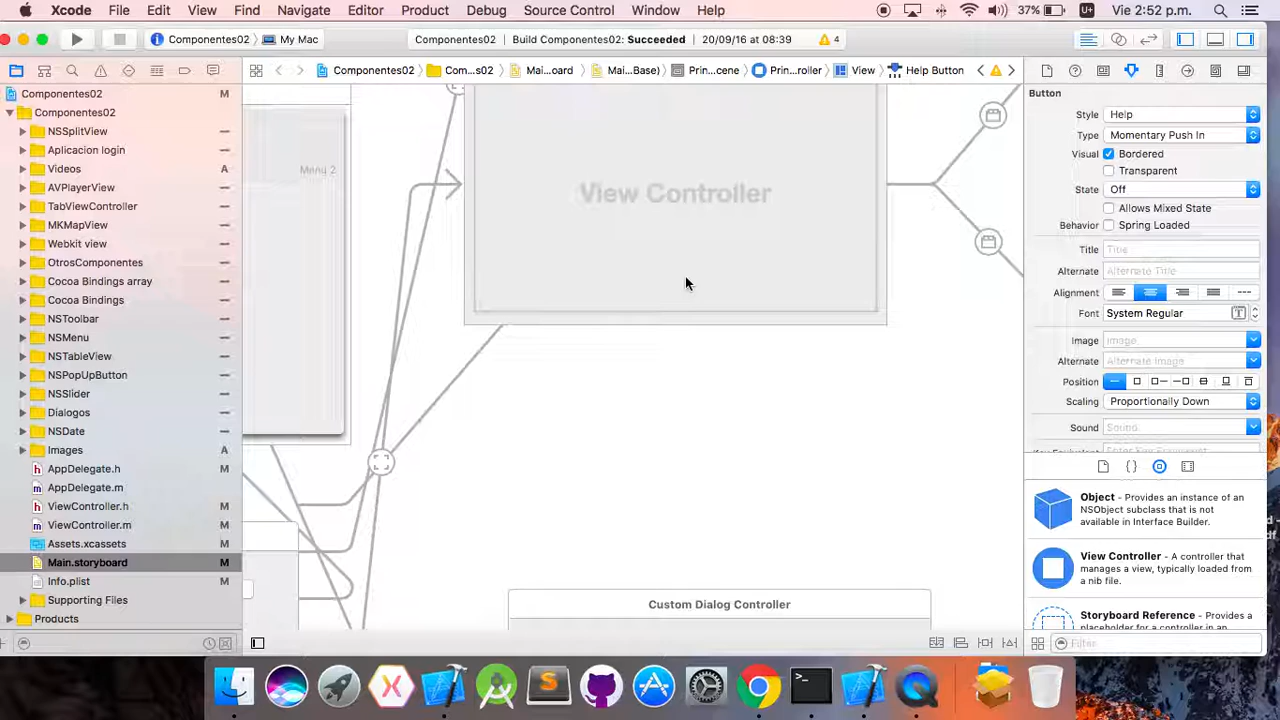 Xcode File Edit View Find Navigate Editor Product Debug Source Control Window Help 37% Vie 2:52 p.m.
Componentes02 My Mac Componentes02 Build Componentes02: Succeeded 20/09/16 at 08:39 4
Componentes02 Com...s02 Mai...oard Mai...Base) Prin...cene Prin...roller View Help Button
Componentes02 M
Componentes02
NSSplitView
Aplicacion login
Videos A
AVPlayerView
TabViewController
MKMapView
Webkit view
OtrosComponentes
Cocoa Bindings array
Cocoa Bindings
NSToolbar
NSMenu
NSTableView
NSPopUpButton
NSSlider
Dialogos
NSDate
Images A
AppDelegate.h M
AppDelegate.m
ViewController.h M
ViewController.m M
Assets.xcassets M
Main.storyboard M
Info.plist M
Supporting Files
Products
Menu 2
View Controller
Custom Dialog Controller
Button
Style Help
Type Momentary Push In
Visual Bordered
Transparent
State Off
Allows Mixed State
Behavior Spring Loaded
Title Title
Alternate Alternate Title
Alignment
Font System Regular
Image Image
Alternate Alternate Image
Position
Scaling Proportionally Down
Sound Sound
Object - Provides an instance of an
NSObject subclass that is not
available in Interface Builder.
View Controller - A controller that
manages a view, typically loaded from
a nib file.
Storyboard Reference - Provides a
placeholder for a controller in an
Filter